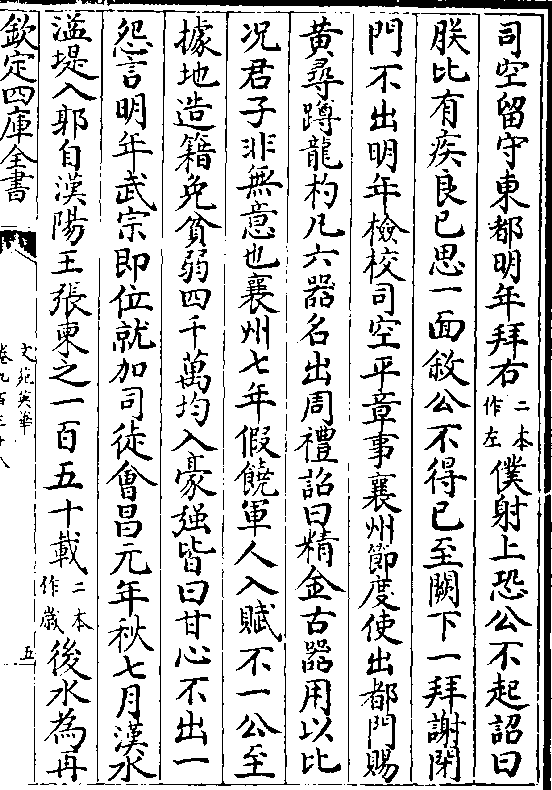 司空留守東都明年拜右二本作左僕射上恐公不起詔曰
朕比有疾良已思一面敘公不得已至闕下一拜謝閉
門不出明年檢校司空平章事襄州節度使出都門賜
黄尋蹲龍杓凡六器名出周禮詔曰精金古器用以比
况君子非無意也襄州七年假饒軍人入賦不一公至
據地造籍免貧弱四千萬均入豪强皆曰甘心不出一
怨言明年武宗即位就加司徒會昌元年秋七月漢水
溢堤入郛自漢陽王張柬之一百五十載二本作歲後水為再
欽定四庫全書
文苑英華
卷九百三十八
五